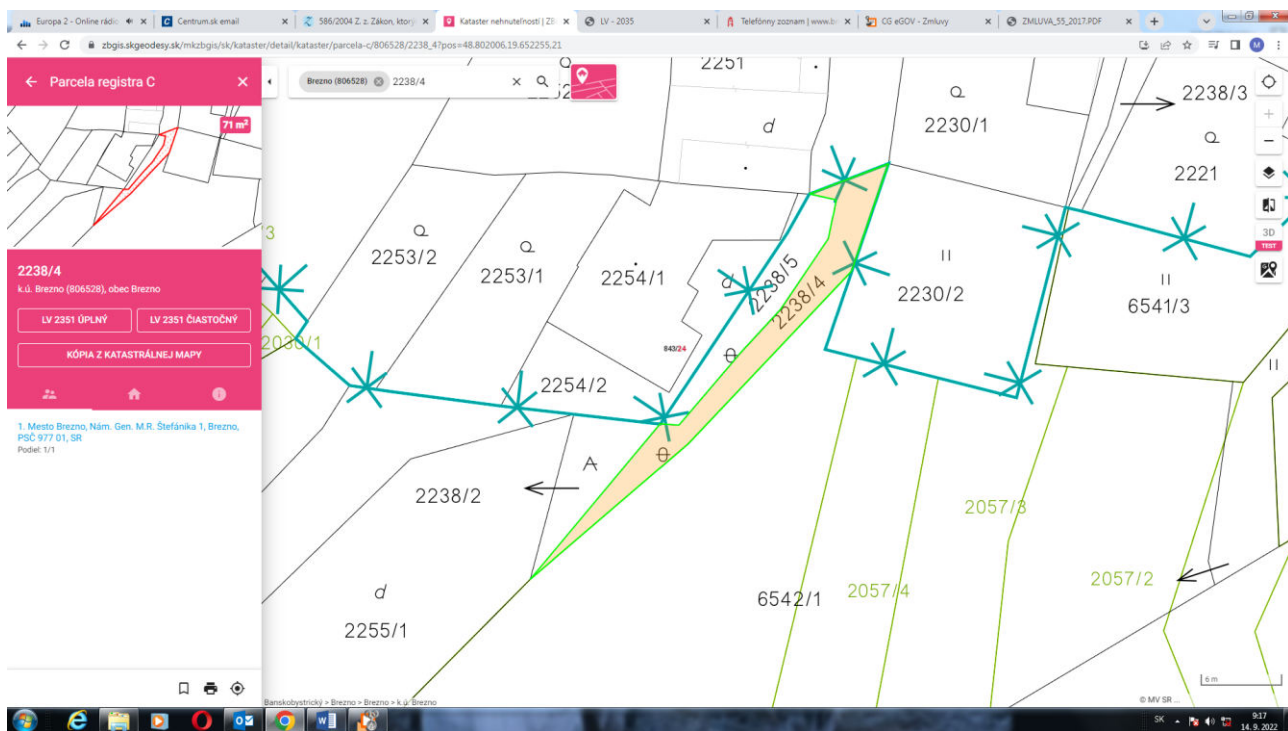 Europa 2 - Online rádio
Centrum.sk email
586/2004 Z. z. Zákon, ktorý
Kataster nehnuteľností | ZB
LV - 2035
Telefónny zoznam | www.b
CG eGOV - Zmluvy
ZMLUVA_55_2017.PDF
zbgis.skgeodesy.sk/mkzbgis/sk/kataster/detail/kataster/parcela-c/806528/2238_4?pos=48.802006,19.652255,21
Parcela registra C
71 m²
2238/4
k.ú. Brezno (806528), obec Brezno
LV 2351 ÚPLNÝ
LV 2351 ČIASTOČNÝ
KÓPIA Z KATASTRÁLNEJ MAPY
1. Mesto Brezno, Nám. Gen. M.R. Štefánika 1, Brezno,
PSČ 977 01, SR
Podiel: 1/1
Brezno (806528) 2238/4
2251
2230/1
2238/3
2221
d
2253/2
2253/1
2254/1
d
2238/5
2238/4
2230/2
6541/3
2030/1
843/24
2254/2
A
2238/2
2057/3
2057/2
6542/1
2057/4
d
2255/1
3D
TEST
6 m
Banskobystrický > Brezno > Brezno > k.ú. Brezno
© MV SR ...
SK
9:17
14. 9. 2022